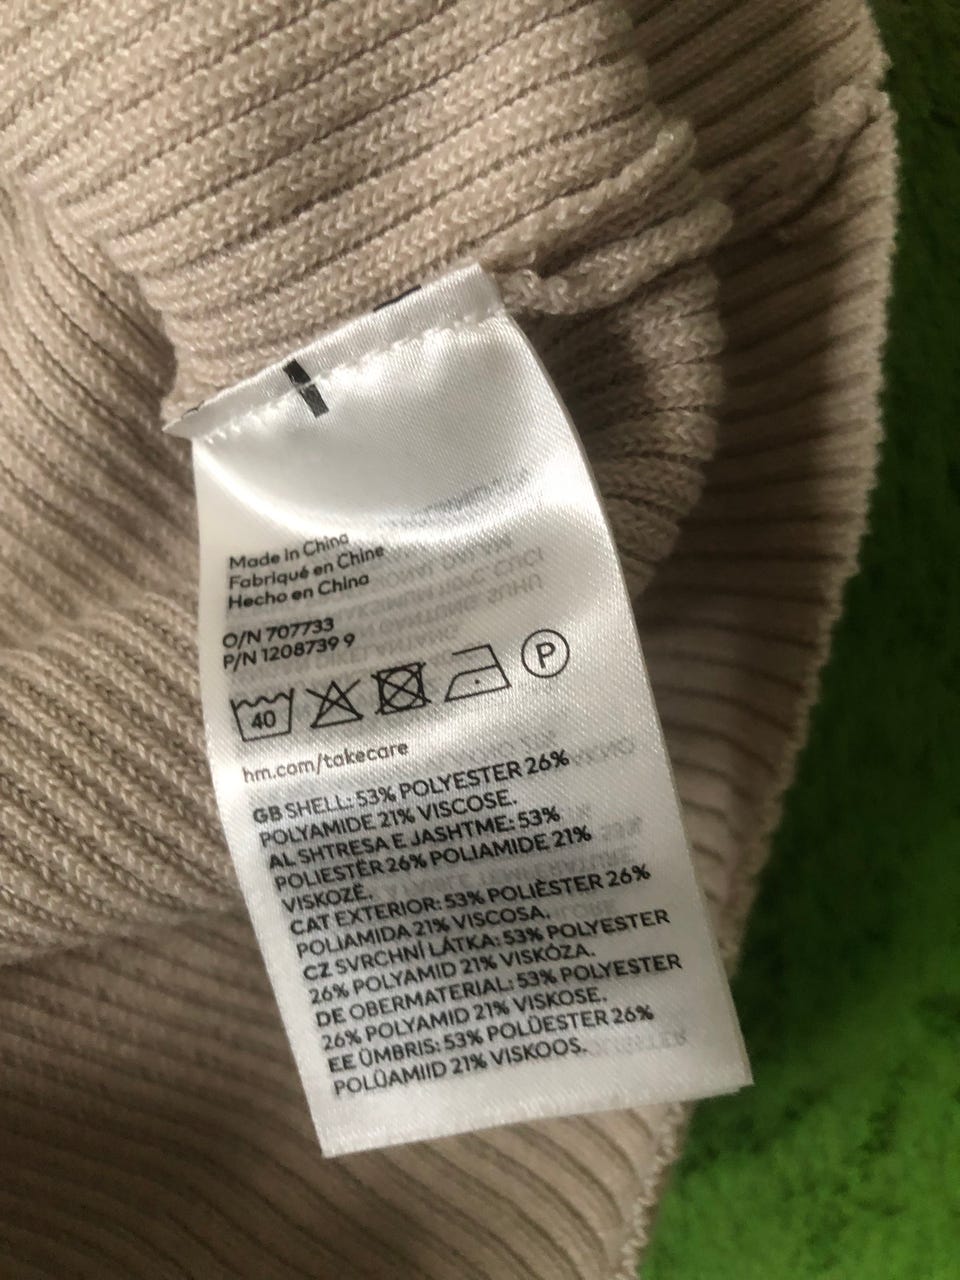 Made in China
Fabriqué en Chine
Hecho en China
O/N 707733
P/N 1208739 9
40
P
hm.com/takecare
GB SHELL: 53% POLYESTER 26%
POLYAMIDE 21% VISCOSE.
AL SHTRESA E JASHTME: 53%
POLIESTËR 26% POLIAMIDE 21%
VISKOZË.
CAT EXTERIOR: 53% POLIÈSTER 26%
POLIAMIDA 21% VISCOSA.
CZ SVRCHNÍ LÁTKA: 53% POLYESTER
26% POLYAMID 21% VISKÓZA.
DE OBERMATERIAL: 53% POLYESTER
26% POLYAMID 21% VISKOSE.
EE ÜMBRIS: 53% POLÜESTER 26%
POLÜAMIID 21% VISKOOS.